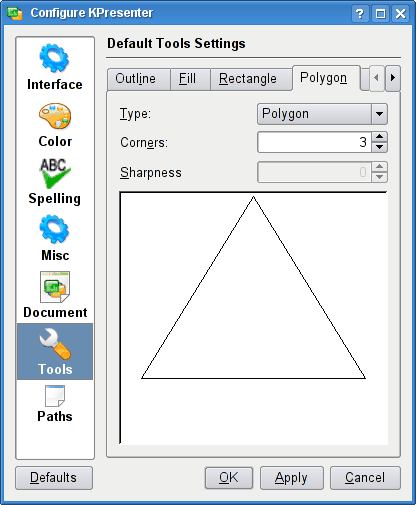 Configure KPresenter
Interface
Color
ABC
Spelling
Misc
Document
Tools
Paths
Default Tools Settings
Outline Fill Rectangle Polygon
Type: Polygon
Corners: 3
Sharpness 0
Defaults OK Apply Cancel